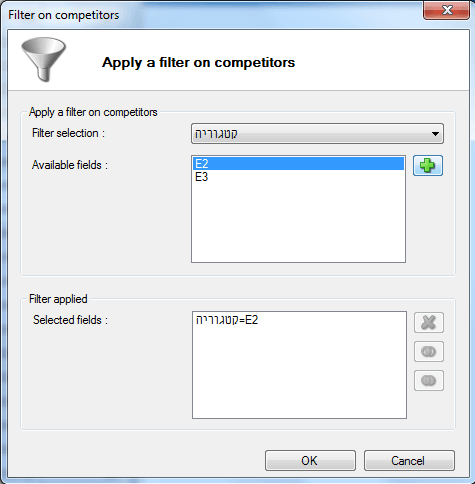 Filter on competitors
Apply a filter on competitors
Apply a filter on competitors
Filter selection :
קטגוריה
Available fields :
E2
E3
Filter applied
Selected fields :
קטגוריה=E2
OK
Cancel